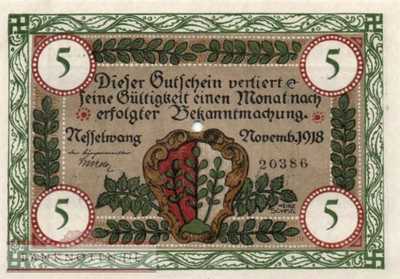 5 5
Dieser Gutschein verliert
seine Gültigkeit einen Monat nach
erfolgter Bekanntmachung.
Nesselwang Novemb. 1918
20386
5 5